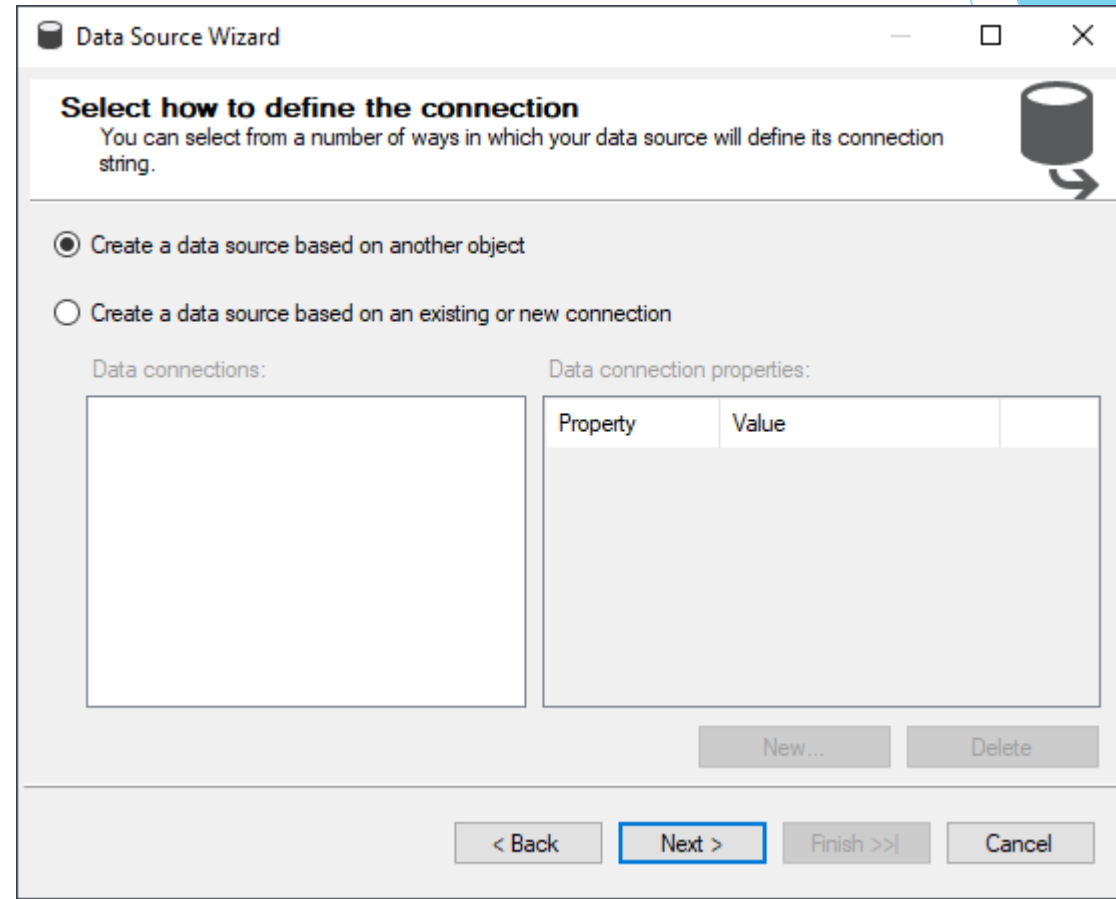 Data Source Wizard
Select how to define the connection
You can select from a number of ways in which your data source will define its connection
string.
Create a data source based on another object
Create a data source based on an existing or new connection
Data connections:
Data connection properties:
Property Value
New...
Delete
< Back
Next >
Finish >>|
Cancel